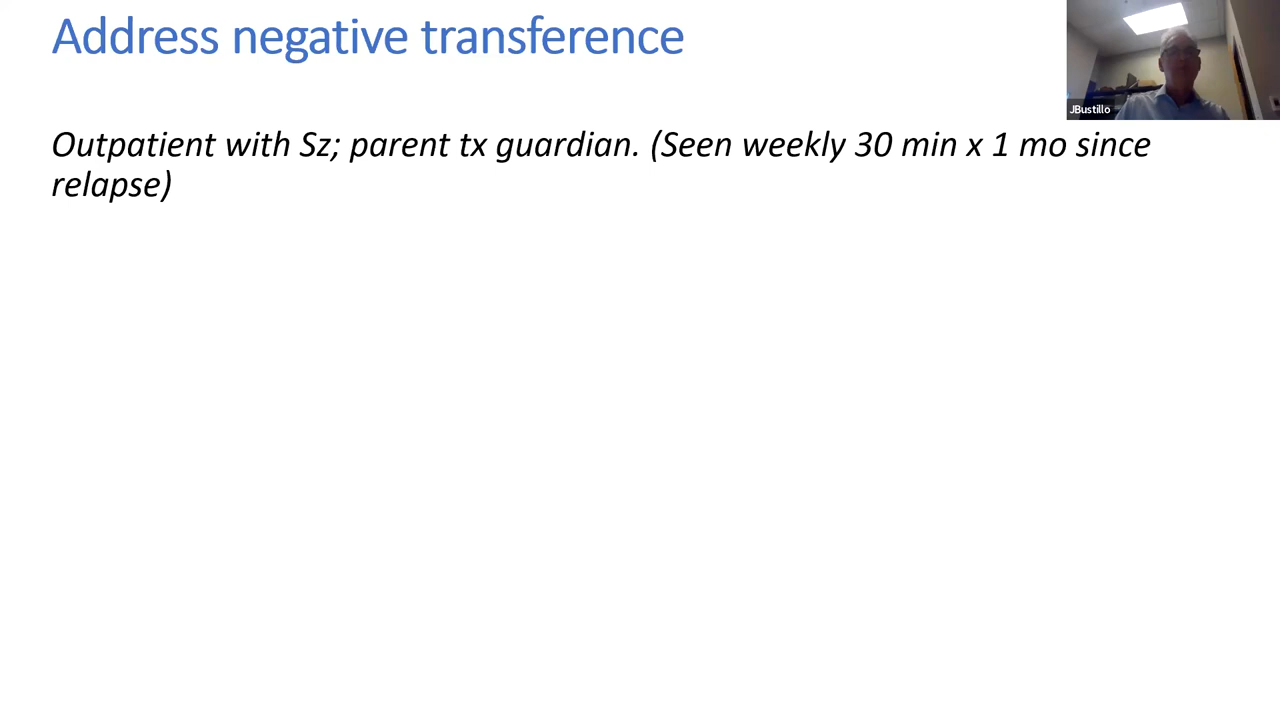 Address negative transference
JBustillo
Outpatient with Sz; parent tx guardian. (Seen weekly 30 min x 1 mo since
relapse)